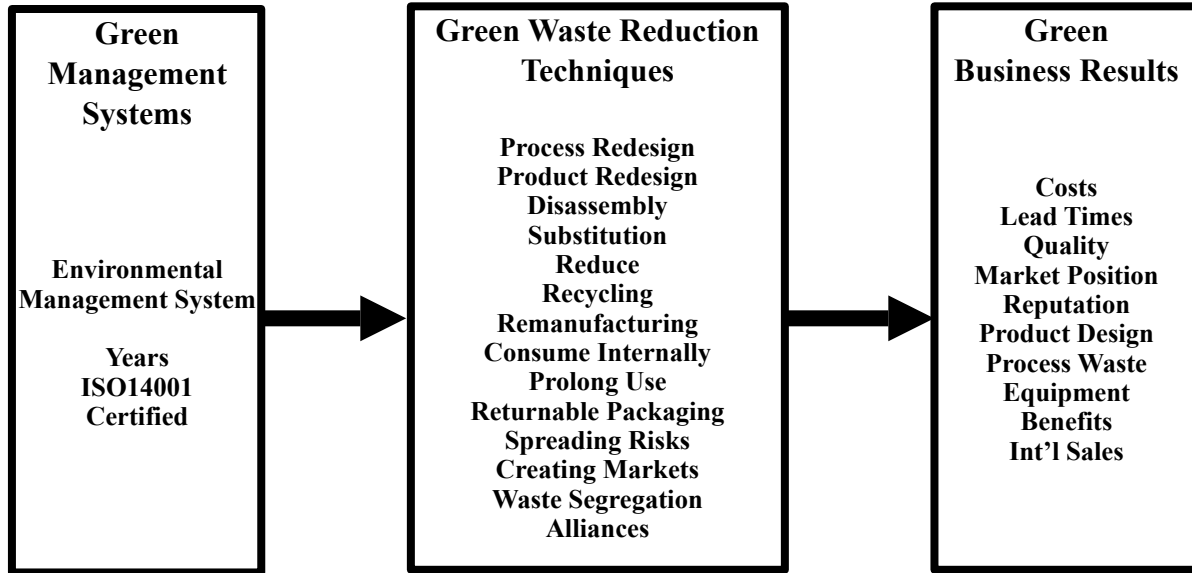 Green
Management
Systems
Environmental
Management System
Years
ISO14001
Certified
Green Waste Reduction
Techniques
Process Redesign
Product Redesign
Disassembly
Substitution
Reduce
Recycling
Remanufacturing
Consume Internally
Prolong Use
Returnable Packaging
Spreading Risks
Creating Markets
Waste Segregation
Alliances
Green
Business Results
Costs
Lead Times
Quality
Market Position
Reputation
Product Design
Process Waste
Equipment
Benefits
Int’l Sales